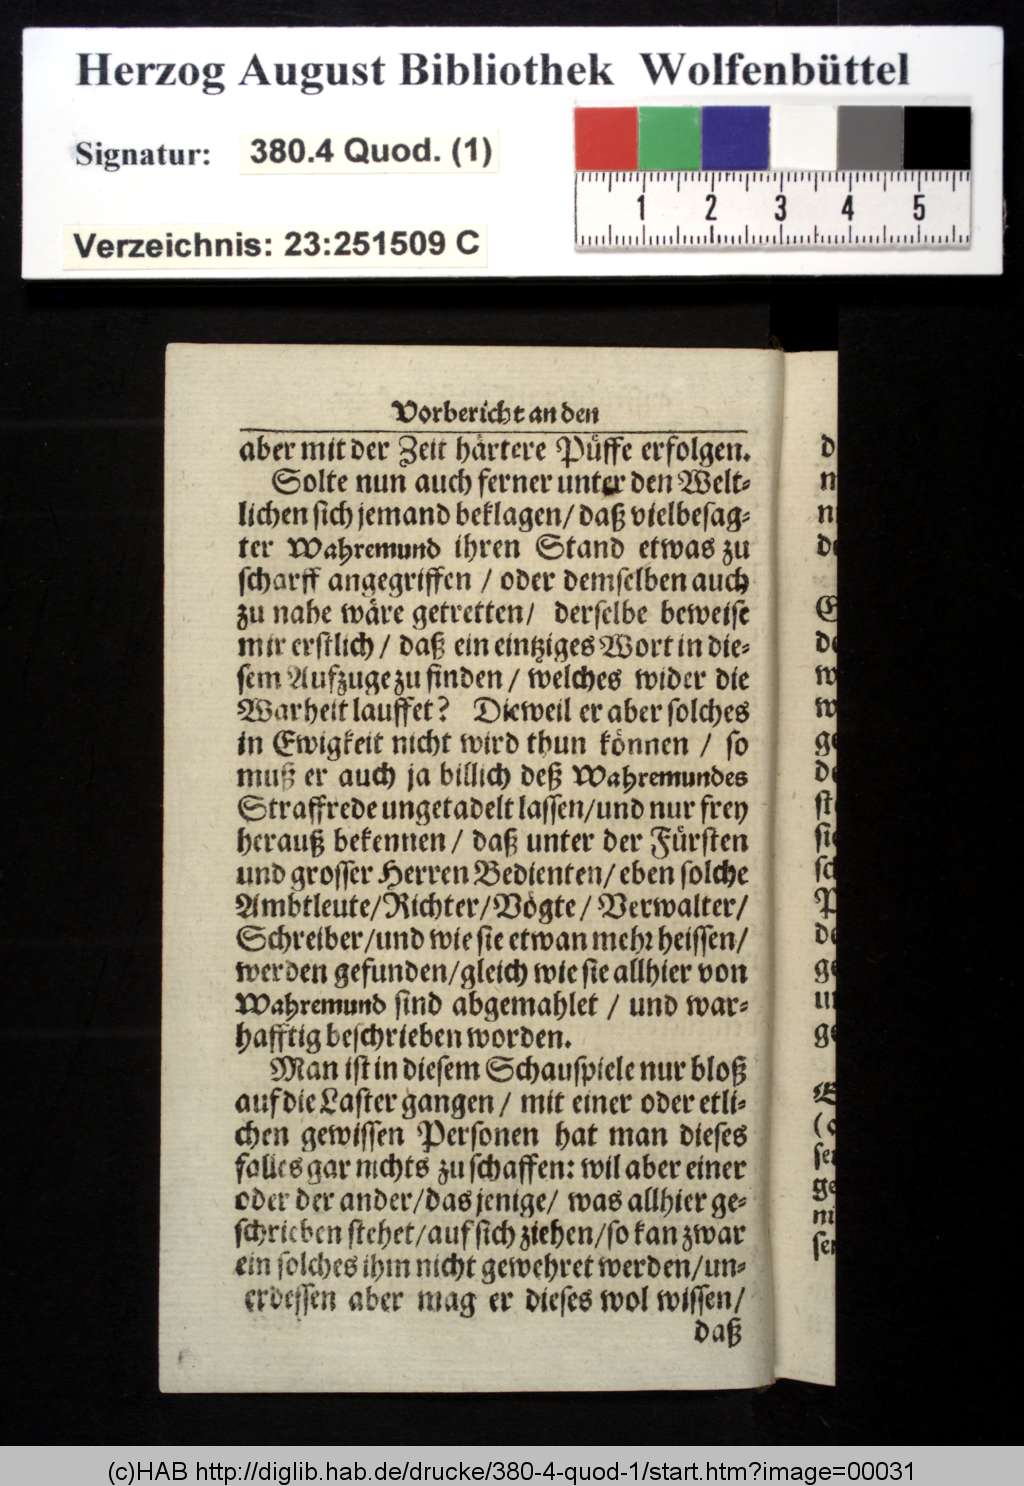 Herzog August Bibliothek Wolfenbüttel
Signatur: 380.4 Quod. (1)
Verzeichnis: 23:251509 C
1 2 3 4 5
Vorbericht an den
aber mit der Zeit härtere Püffe erfolgen.
Solte nun auch ferner unter den Welt-
lichen sich jemand beklagen/ daß vielbesag-
ter Wahremund ihren Stand etwas zu
scharff angegriffen / oder demselben auch
zu nahe wäre getretten/ derselbe beweise
mir erstlich / daß ein eintziges Wort in die-
sem Aufzuge zu finden / welches wider die
Warheit lauffet? Dieweil er aber solches
in Ewigkeit nicht wird thun können / so
muß er auch ja billich deß Wahremundes
Straffrede ungetadelt lassen/und nur frey
herauß bekennen / daß unter der Fürsten
und grosser Herren Bedienten/ eben solche
Ambtleute/Richter/Vögte/ Verwalter/
Schreiber/und wie sie etwan mehr heissen/
werden gefunden/gleich wie sie allhier von
Wahremund sind abgemahlet / und war-
hafftig beschrieben worden.
Man ist in diesem Schauspiele nur bloß
auf die Laster gangen / mit einer oder etli-
chen gewissen Personen hat man dieses
falles gar nichts zu schaffen: wil aber einer
oder der ander/das jenige/ was allhier ge-
schrieben stehet/auf sich ziehen/so kan zwar
ein solches ihm nicht gewehret werden/un-
erdessen aber mag er dieses wol wissen/
daß
(c)HAB http://diglib.hab.de/drucke/380-4-quod-1/start.htm?image=00031